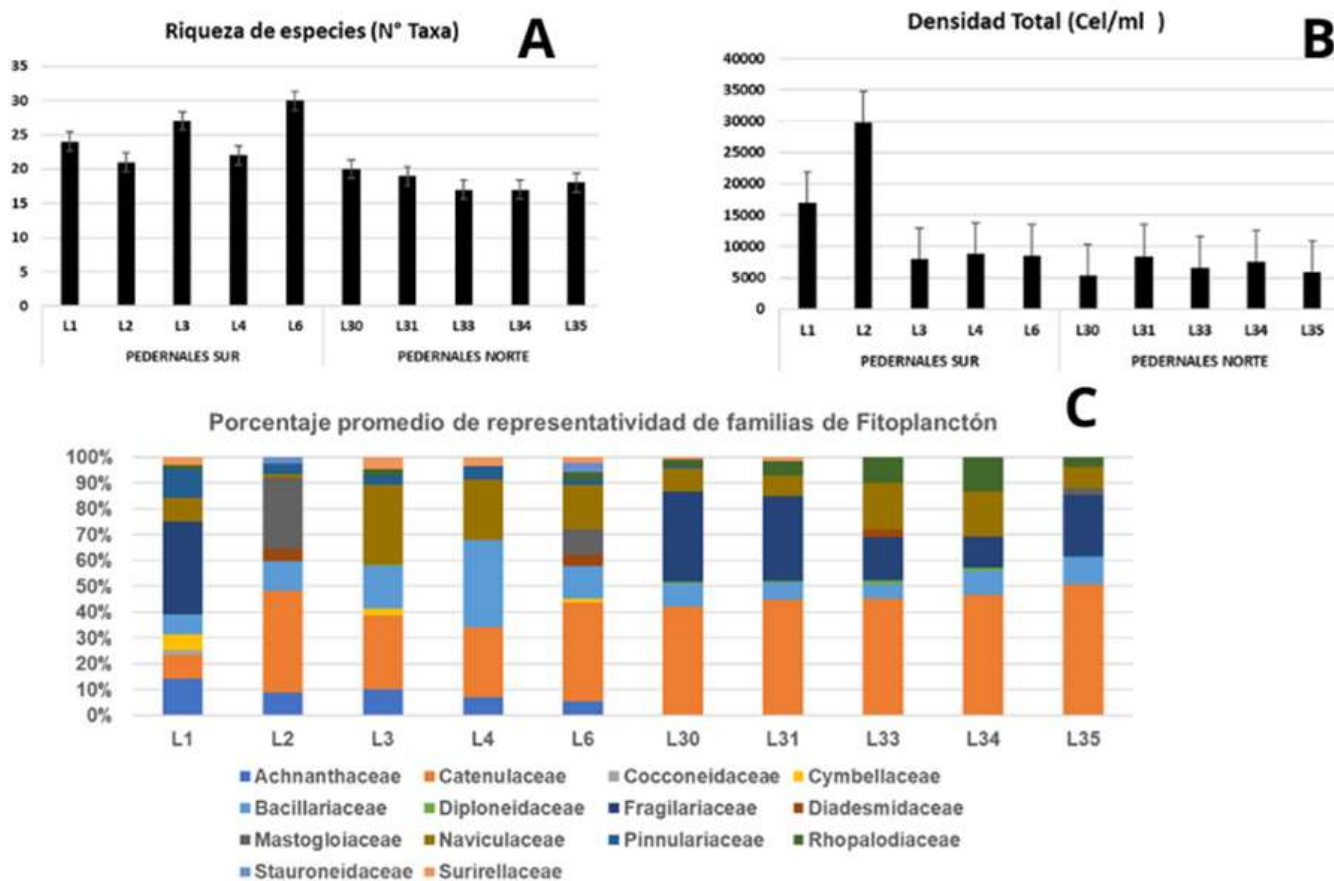 Riqueza de especies (N° Taxa)
A
35
30
25
20
15
10
5
0
L1 L2 L3 L4 L6 L30 L31 L33 L34 L35
PEDERNALES SUR PEDERNALES NORTE
Densidad Total (Cel/ml )
B
40000
35000
30000
25000
20000
15000
10000
5000
0
L1 L2 L3 L4 L6 L30 L31 L33 L34 L35
PEDERNALES SUR PEDERNALES NORTE
C
Porcentaje promedio de representatividad de familias de Fitoplanctón
100%
90%
80%
70%
60%
50%
40%
30%
20%
10%
0%
L1 L2 L3 L4 L6 L30 L31 L33 L34 L35
Achnanthaceae Catenulaceae Cocconeidaceae Cymbellaceae
Bacillariaceae Diploneidaceae Fragilariaceae Diadesmidaceae
Mastogloiaceae Naviculaceae Pinnulariaceae Rhopalodiaceae
Stauroneidaceae Surirellaceae